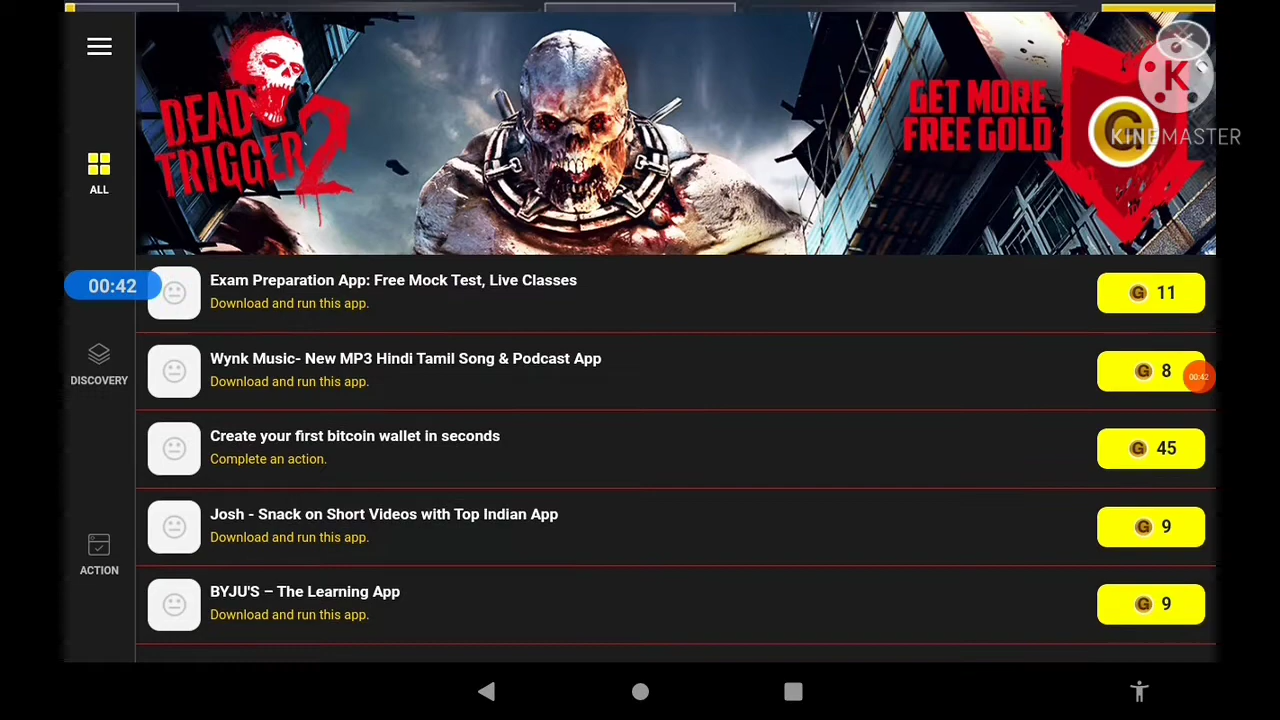 DEAD
TRIGGER 2
GET MORE
FREE GOLD
G
K
KINEMASTER
ALL
00:42
DISCOVERY
ACTION
Exam Preparation App: Free Mock Test, Live Classes
Download and run this app.
G 11
Wynk Music- New MP3 Hindi Tamil Song & Podcast App
Download and run this app.
G 8
00:42
Create your first bitcoin wallet in seconds
Complete an action.
G 45
Josh - Snack on Short Videos with Top Indian App
Download and run this app.
G 9
BYJU'S – The Learning App
Download and run this app.
G 9